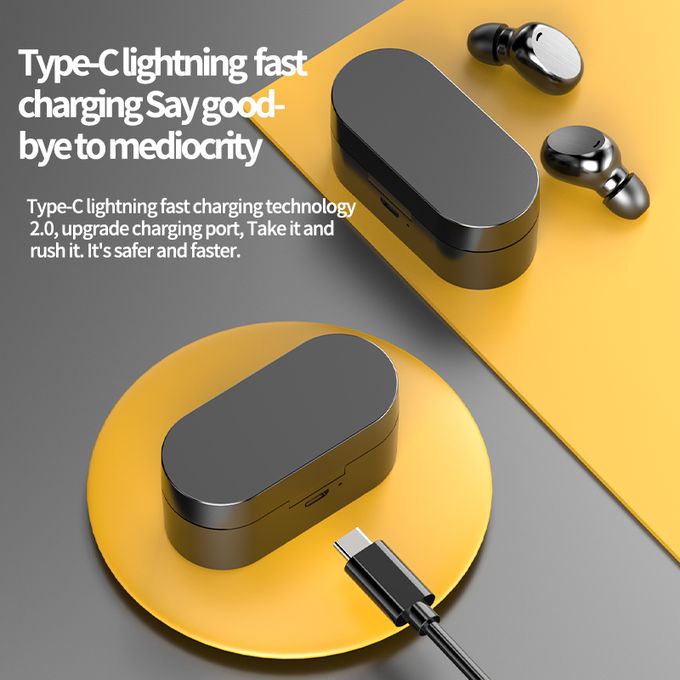 Type-C lightning fast
charging Say good-
bye to mediocrity
Type-C lightning fast charging technology
2.0, upgrade charging port, Take it and
rush it. It's safer and faster.